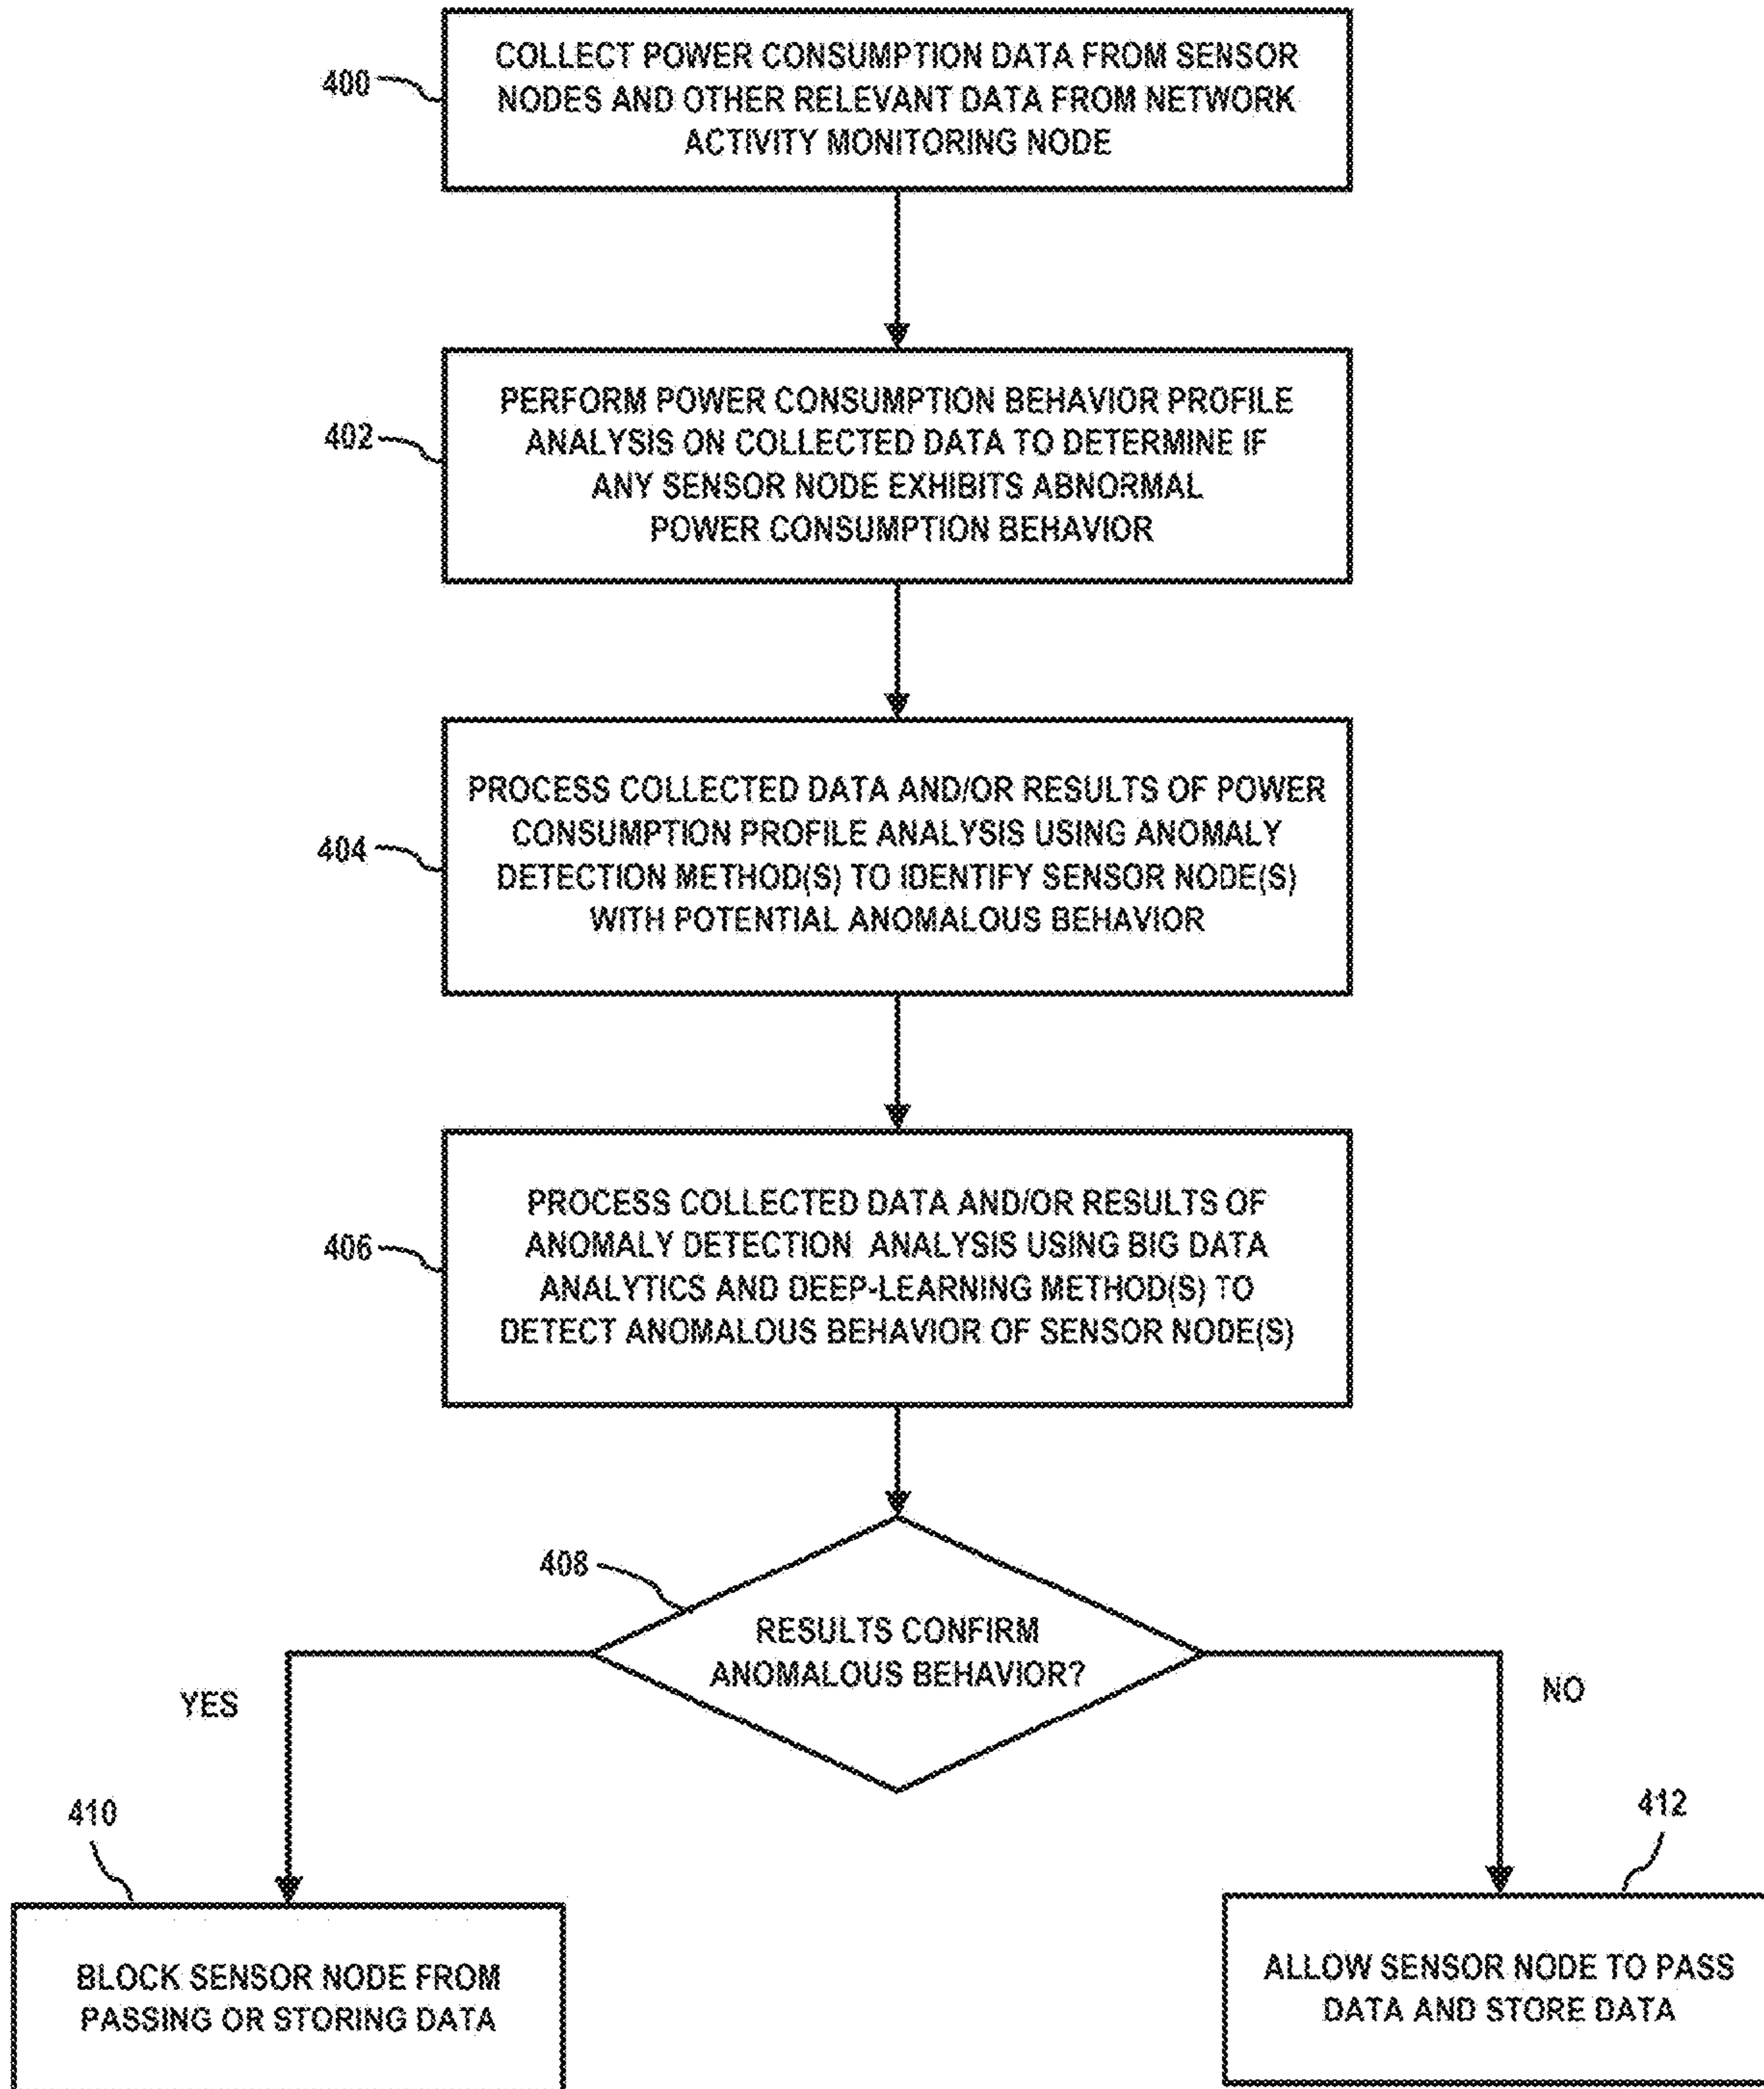 400
COLLECT POWER CONSUMPTION DATA FROM SENSOR
NODES AND OTHER RELEVANT DATA FROM NETWORK
ACTIVITY MONITORING NODE
402
PERFORM POWER CONSUMPTION BEHAVIOR PROFILE
ANALYSIS ON COLLECTED DATA TO DETERMINE IF
ANY SENSOR NODE EXHIBITS ABNORMAL
POWER CONSUMPTION BEHAVIOR
404
PROCESS COLLECTED DATA AND/OR RESULTS OF POWER
CONSUMPTION PROFILE ANALYSIS USING ANOMALY
DETECTION METHOD(S) TO IDENTIFY SENSOR NODE(S)
WITH POTENTIAL ANOMALOUS BEHAVIOR
406
PROCESS COLLECTED DATA AND/OR RESULTS OF
ANOMALY DETECTION ANALYSIS USING BIG DATA
ANALYTICS AND DEEP-LEARNING METHOD(S) TO
DETECT ANOMALOUS BEHAVIOR OF SENSOR NODE(S)
408
RESULTS CONFIRM
ANOMALOUS BEHAVIOR?
YES
NO
410
BLOCK SENSOR NODE FROM
PASSING OR STORING DATA
412
ALLOW SENSOR NODE TO PASS
DATA AND STORE DATA